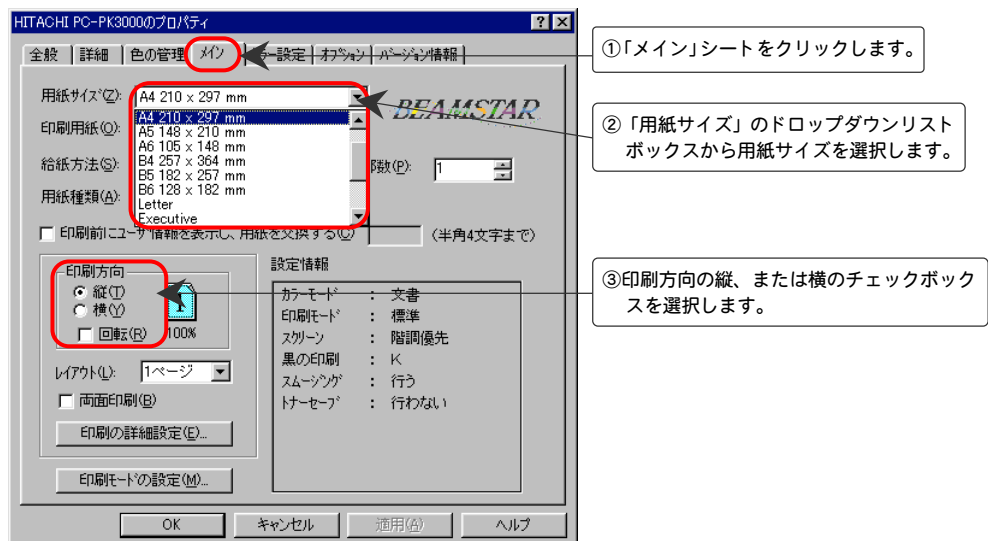 HITACHI PC-PK3000のプロパティ
全般 詳細 色の管理 メイン ー設定 オプション バージョン情報
①「メイン」シートをクリックします。
用紙サイズ(Z): A4 210 x 297 mm
BEAMSTAR
A4 210 x 297 mm
A5 148 x 210 mm
A6 105 x 148 mm
B4 257 x 364 mm
B5 182 x 257 mm
B6 128 x 182 mm
Letter
Executive
印刷用紙(O):
給紙方法(S):
部数(P): 1
用紙種類(A):
②「用紙サイズ」のドロップダウンリスト
ボックスから用紙サイズを選択します。
印刷前にユーザ情報を表示し、用紙を交換する(C) (半角4文字まで)
印刷方向
縦(T)
横(Y)
回転(R) 100%
③印刷方向の縦、または横のチェックボック
スを選択します。
レイアウト(L): 1ページ
両面印刷(B)
印刷の詳細設定(E)...
印刷モードの設定(M)...
設定情報
カラーモード : 文書
印刷モード : 標準
スクリーン : 階調優先
黒の印刷 : K
スムージング : 行う
トナーセーブ : 行わない
OK キャンセル 適用(A) ヘルプ